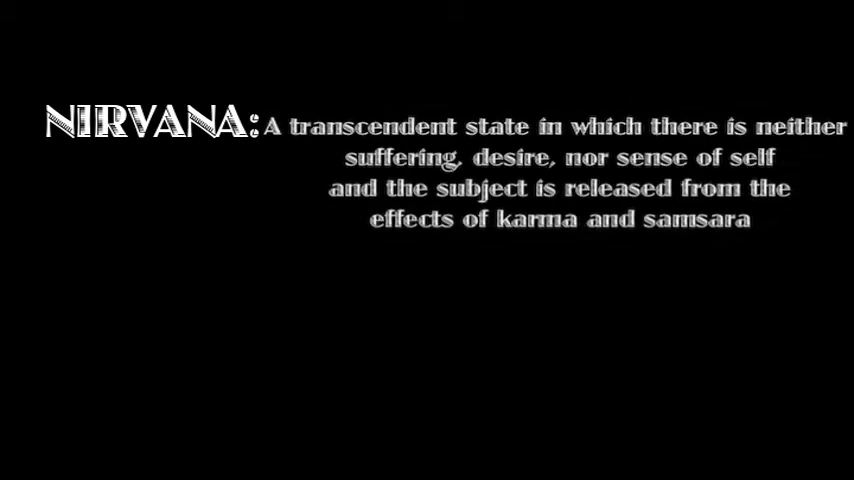 NIRVANA: A transcendent state in which there is neither
suffering, desire, nor sense of self
and the subject is released from the
effects of karma and samsara